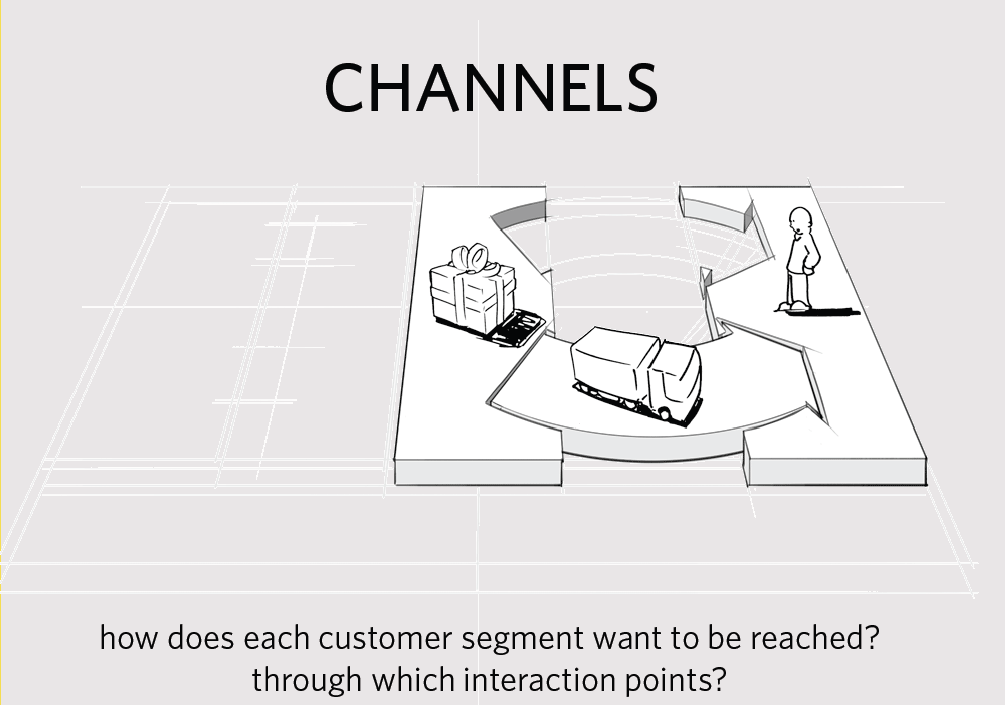 CHANNELS
how does each customer segment want to be reached?
through which interaction points?